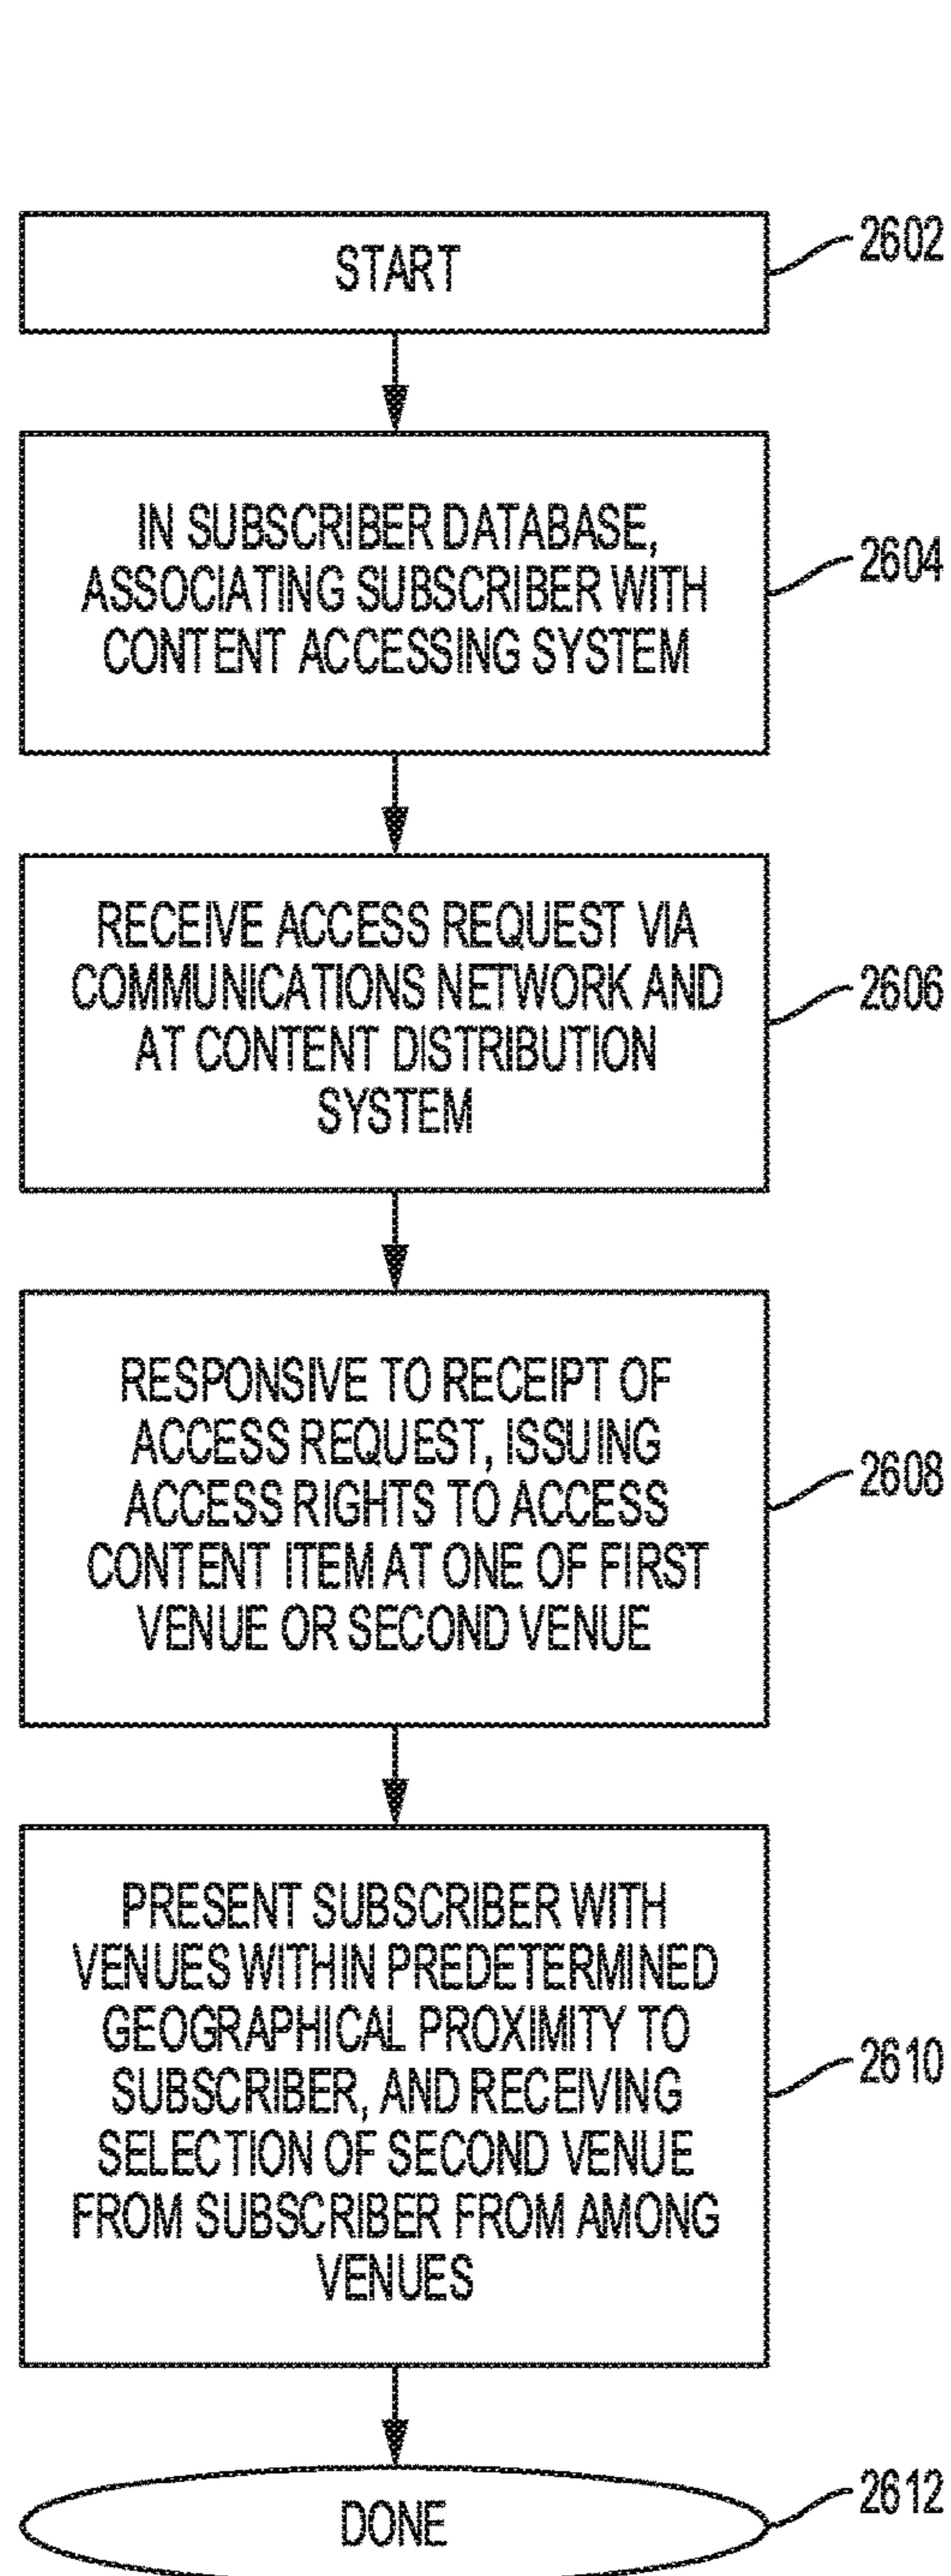 START
2602
IN SUBSCRIBER DATABASE,
ASSOCIATING SUBSCRIBER WITH
CONTENT ACCESSING SYSTEM
2604
RECEIVE ACCESS REQUEST VIA
COMMUNICATIONS NETWORK AND
AT CONTENT DISTRIBUTION
SYSTEM
2606
RESPONSIVE TO RECEIPT OF
ACCESS REQUEST, ISSUING
ACCESS RIGHTS TO ACCESS
CONTENT ITEM AT ONE OF FIRST
VENUE OR SECOND VENUE
2608
PRESENT SUBSCRIBER WITH
VENUES WITHIN PREDETERMINED
GEOGRAPHICAL PROXIMITY TO
SUBSCRIBER, AND RECEIVING
SELECTION OF SECOND VENUE
FROM SUBSCRIBER FROM AMONG
VENUES
2610
DONE
2612